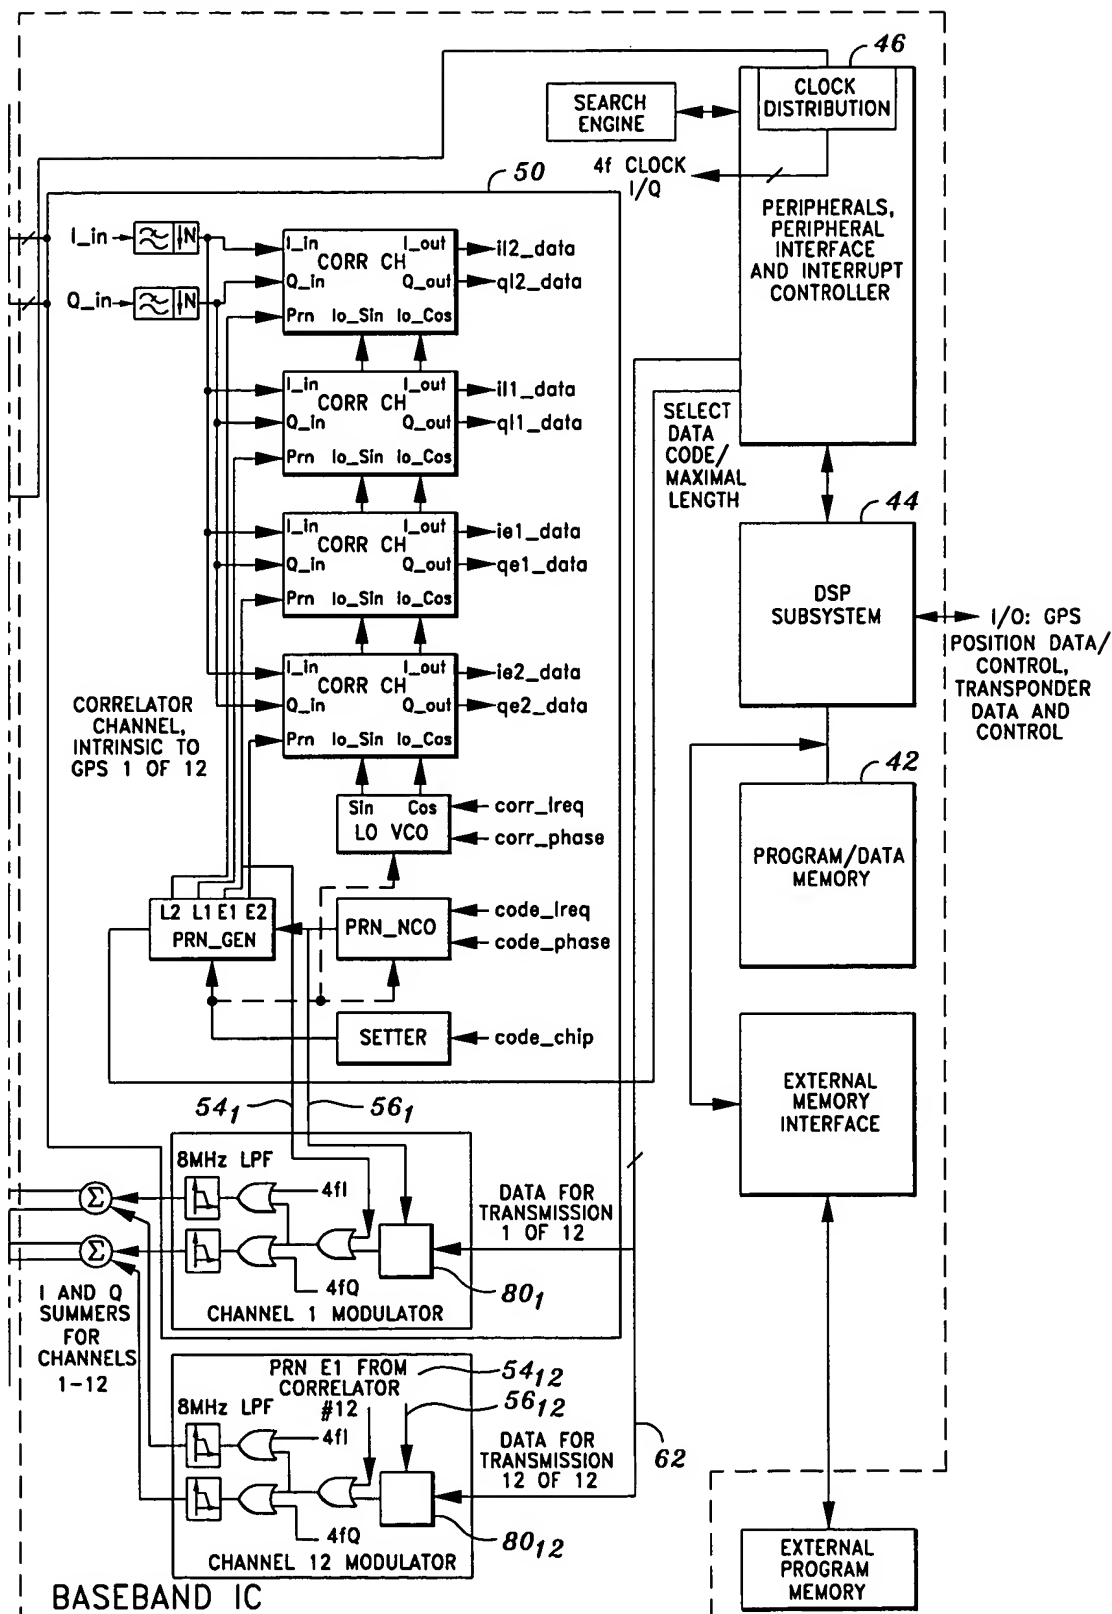 46
CLOCK
DISTRIBUTION
SEARCH
ENGINE
4f CLOCK
I/Q
50
PERIPHERALS,
PERIPHERAL
INTERFACE
AND INTERRUPT
CONTROLLER
I_in
N
Q_in
N
I_in
I_out
CORR CH
Q_in
Q_out
Prn
lo_Sin
lo_Cos
il2_data
ql2_data
I_in
I_out
CORR CH
Q_in
Q_out
Prn
lo_Sin
lo_Cos
il1_data
ql1_data
SELECT
DATA
CODE/
MAXIMAL
LENGTH
I_in
I_out
CORR CH
Q_in
Q_out
Prn
lo_Sin
lo_Cos
ie1_data
qe1_data
44
DSP
SUBSYSTEM
I/O: GPS
POSITION DATA/
CONTROL,
TRANSPONDER
DATA AND
CONTROL
I_in
I_out
CORR CH
Q_in
Q_out
Prn
lo_Sin
lo_Cos
ie2_data
qe2_data
CORRELATOR
CHANNEL,
INTRINSIC TO
GPS 1 OF 12
42
PROGRAM/DATA
MEMORY
Sin
Cos
LO VCO
corr_freq
corr_phase
L2 L1 E1 E2
PRN_GEN
PRN_NCO
code_freq
code_phase
SETTER
code_chip
EXTERNAL
MEMORY
INTERFACE
54₁
56₁
8MHz LPF
4fI
DATA FOR
TRANSMISSION
1 OF 12
Σ
Σ
4fQ
80₁
CHANNEL 1 MODULATOR
I AND Q
SUMMERS
FOR
CHANNELS
1-12
PRN E1 FROM
CORRELATOR
#12
54₁₂
56₁₂
8MHz LPF
4fI
DATA FOR
TRANSMISSION
12 OF 12
62
4fQ
80₁₂
CHANNEL 12 MODULATOR
EXTERNAL
PROGRAM
MEMORY
BASEBAND IC